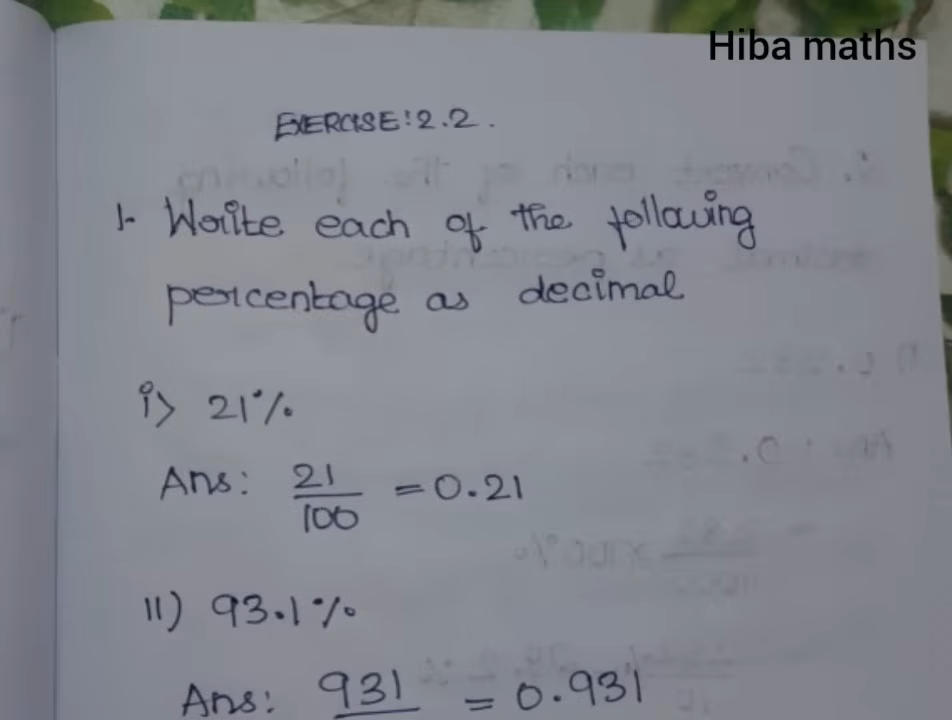 Hiba maths
EXERCISE:2.2.
1. Write each of the following
percentage as decimal
i) 21%
Ans: 21/100 = 0.21
ii) 93.1%
Ans: 931 = 0.931